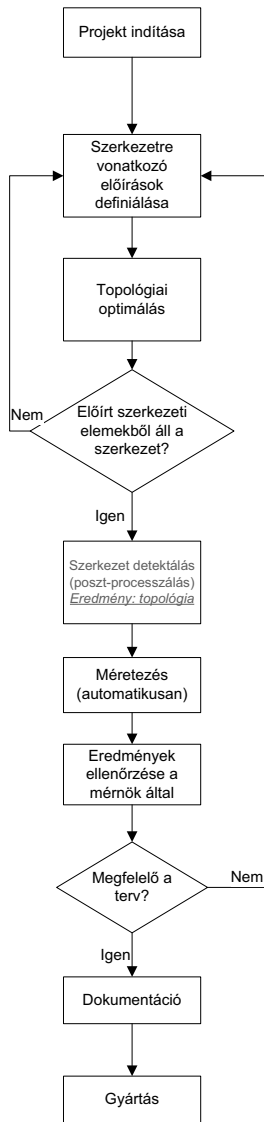 Projekt indítása
Szerkezetre
vonatkozó
előírások
definiálása
Topológiai
optimálás
Nem
Előírt szerkezeti
elemekből áll a
szerkezet?
Igen
Szerkezet detektálás
(poszt-processzálás)
Eredmény: topológia
Méretezés
(automatikusan)
Eredmények
ellenőrzése a
mérnök által
Megfelelő a
terv?
Nem
Igen
Dokumentáció
Gyártás